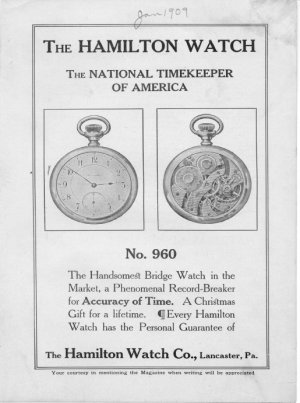 Jan 1909
THE HAMILTON WATCH
THE NATIONAL TIMEKEEPER
OF AMERICA
No. 960
The Handsomest Bridge Watch in the
Market, a Phenomenal Record-Breaker
for Accuracy of Time. A Christmas
Gift for a lifetime. ¶Every Hamilton
Watch has the Personal Guarantee of
The Hamilton Watch Co., Lancaster, Pa.
Your courtesy in mentioning the Magazine when writing will be appreciated